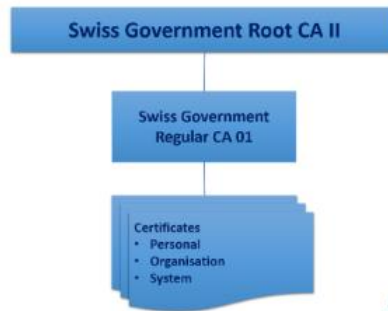 Swiss Government Root CA II
Swiss Government
Regular CA 01
Certificates
• Personal
• Organisation
• System